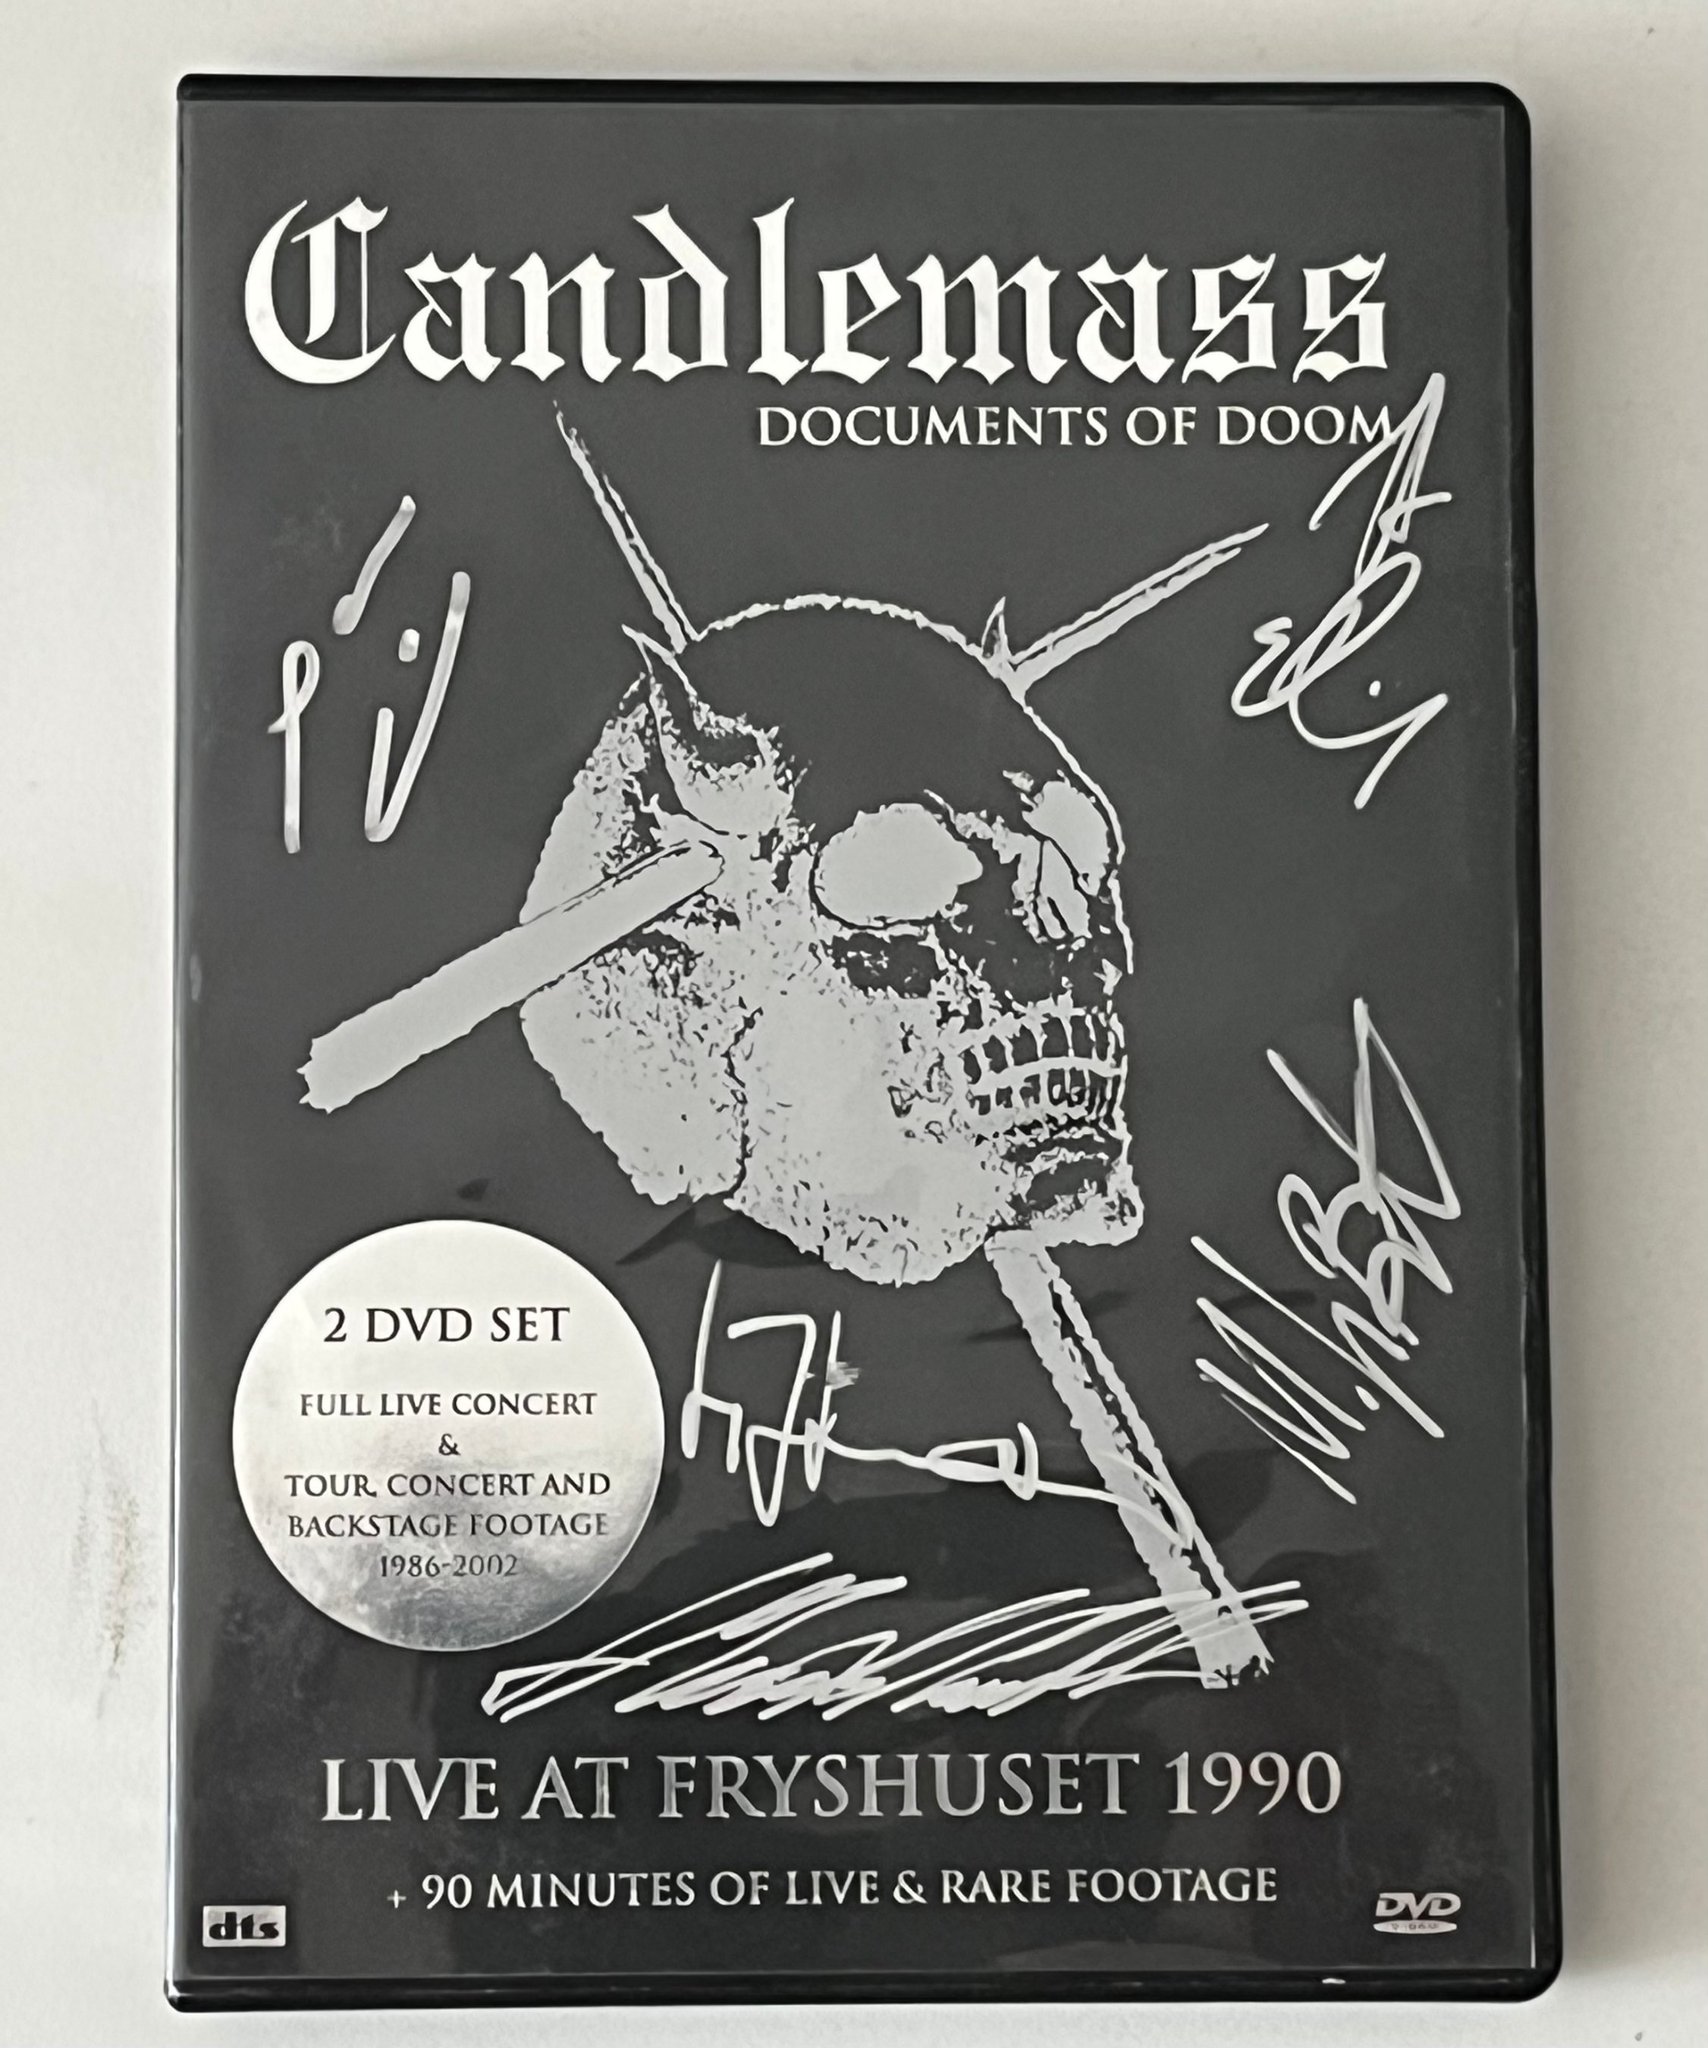 Candlemass
DOCUMENTS OF DOOM
2 DVD SET
FULL LIVE CONCERT
&
TOUR, CONCERT AND
BACKSTAGE FOOTAGE
1986-2002
LIVE AT FRYSHUSET 1990
+ 90 MINUTES OF LIVE & RARE FOOTAGE
dts
DVD
VIDEO